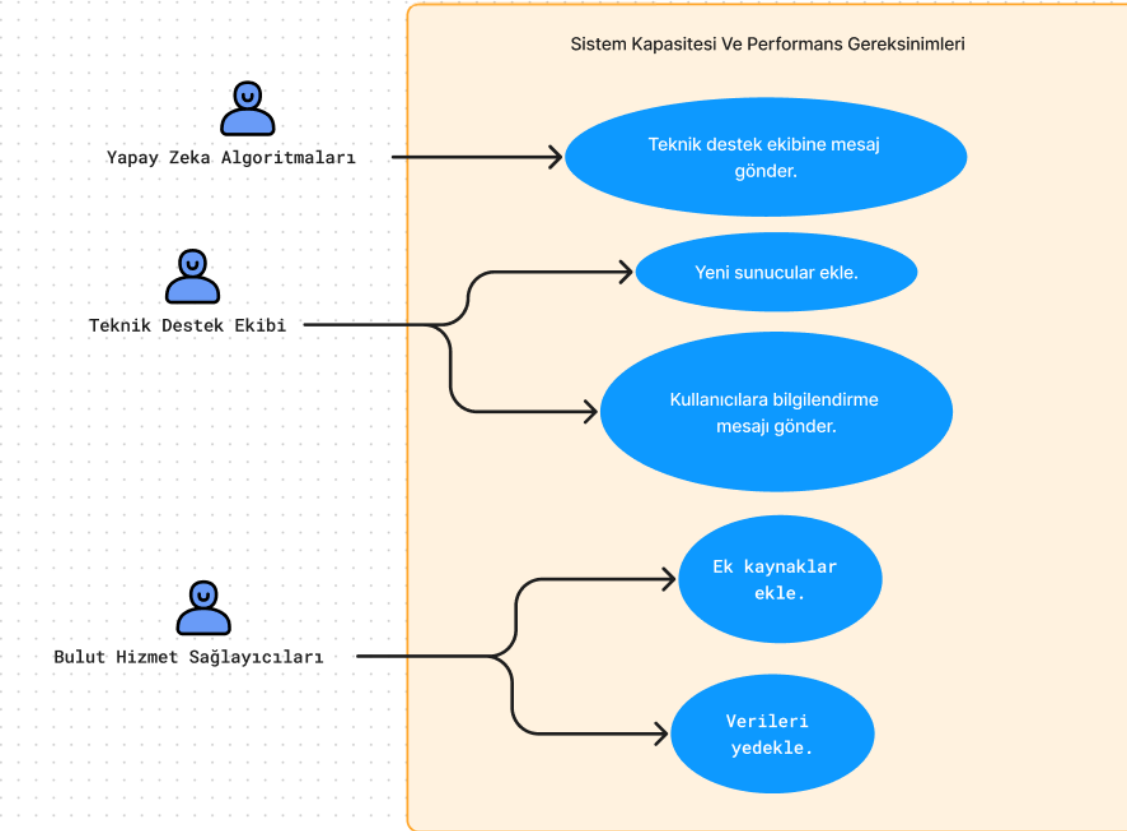 Sistem Kapasitesi Ve Performans Gereksinimleri
Yapay Zeka Algoritmaları
Teknik destek ekibine mesaj
gönder.
Teknik Destek Ekibi
Yeni sunucular ekle.
Kullanıcılara bilgilendirme
mesajı gönder.
Bulut Hizmet Sağlayıcıları
Ek kaynaklar
ekle.
Verileri
yedekle.